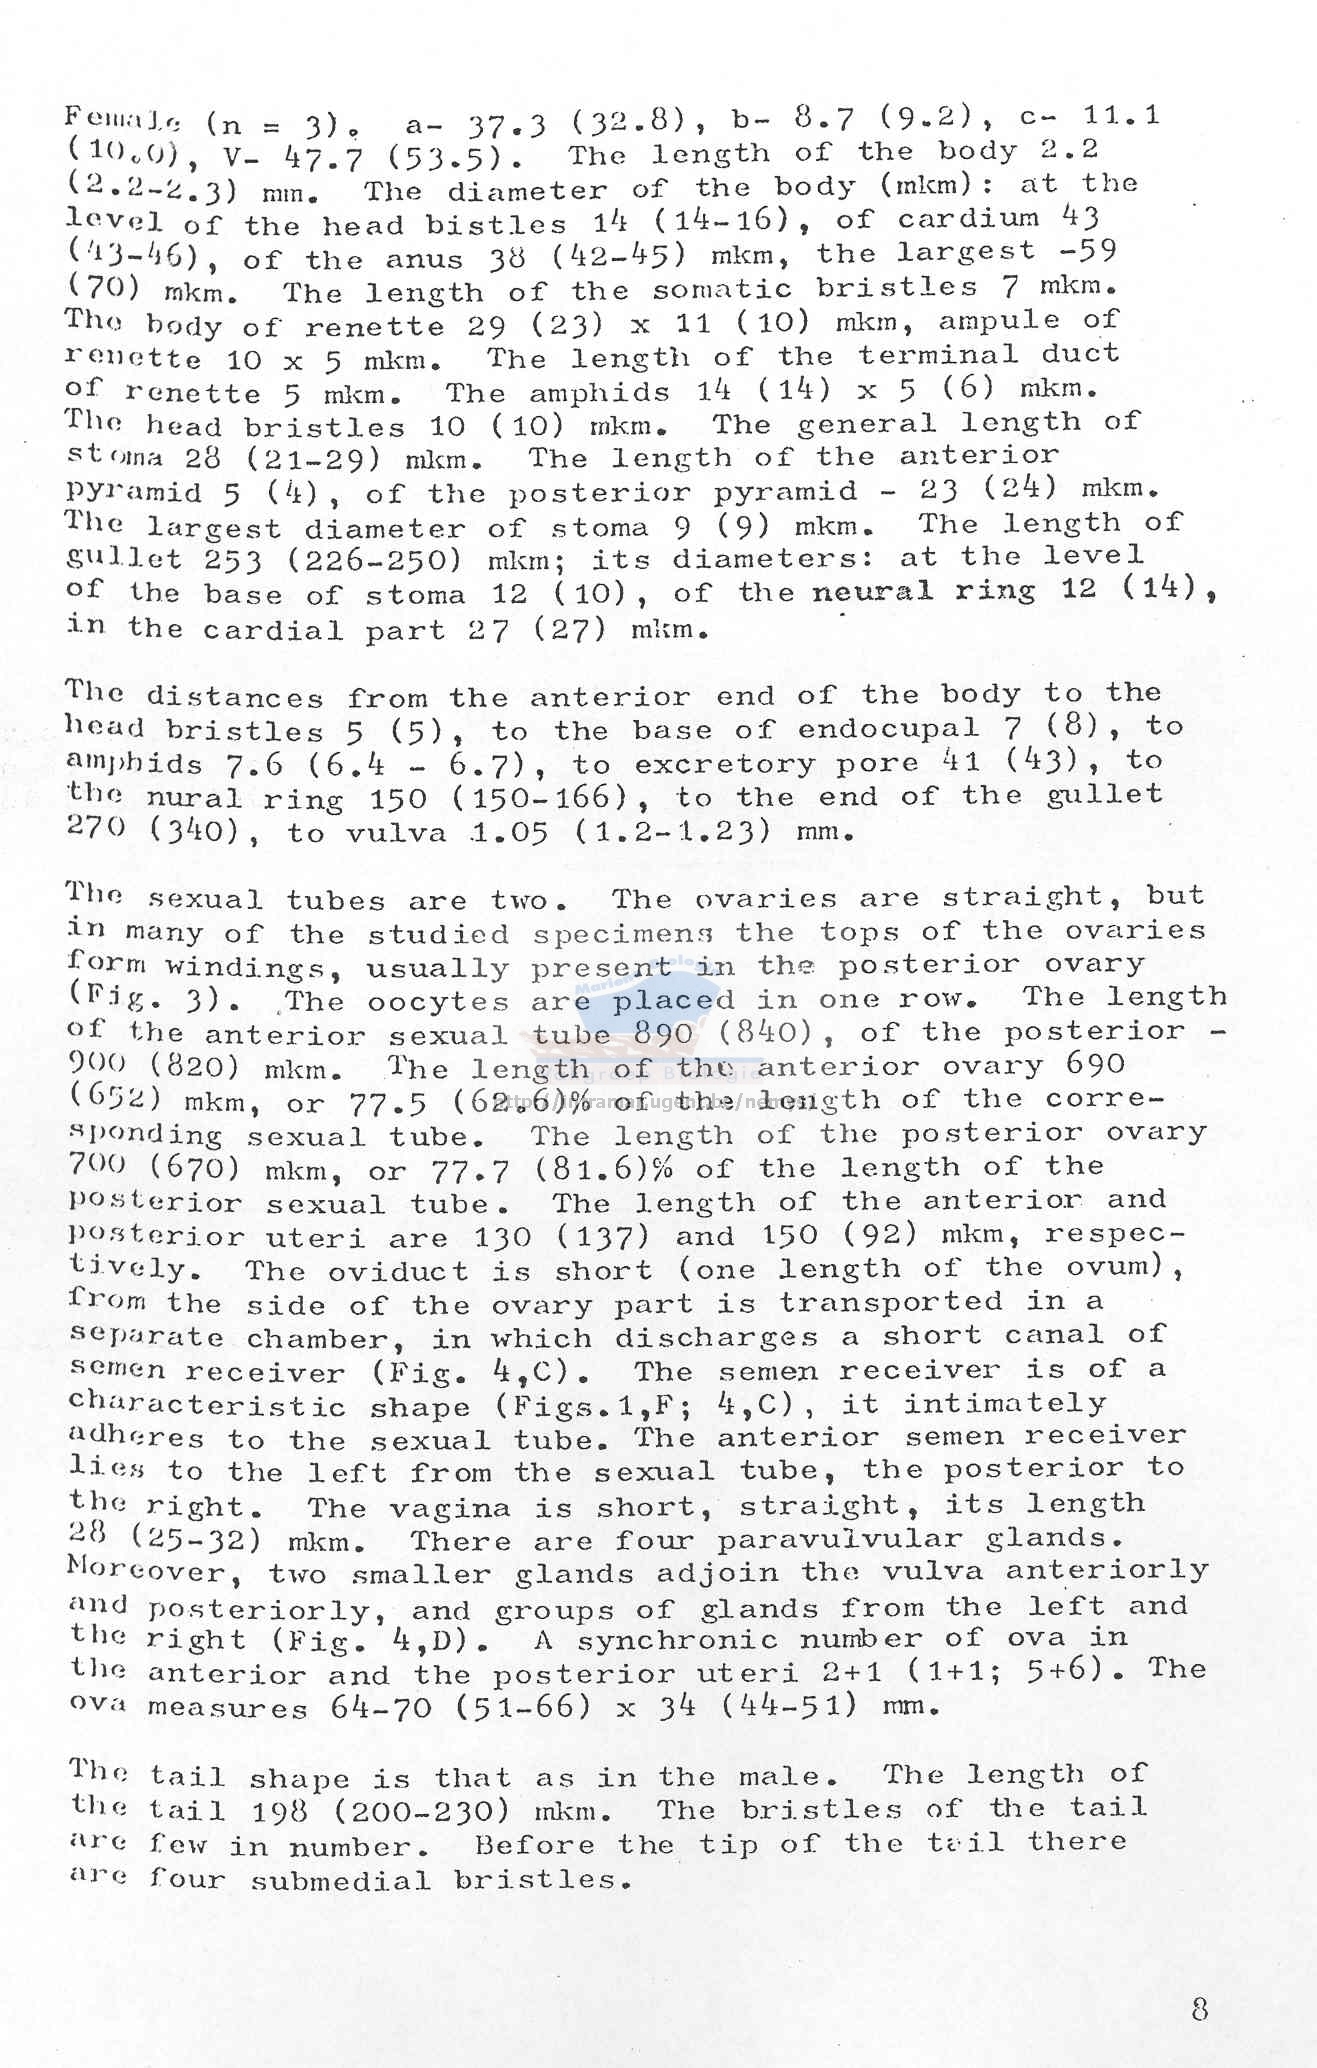 Female (n = 3). a- 37.3 (32.8), b- 8.7 (9.2), c- 11.1
(10.0), V- 47.7 (53.5). The length of the body 2.2
(2.2-2.3) mm. The diameter of the body (mkm): at the
level of the head bistles 14 (14-16), of cardium 43
(43-46), of the anus 38 (42-45) mkm, the largest -59
(70) mkm. The length of the somatic bristles 7 mkm.
The body of renette 29 (23) x 11 (10) mkm, ampule of
renette 10 x 5 mkm. The length of the terminal duct
of renette 5 mkm. The amphids 14 (14) x 5 (6) mkm.
The head bristles 10 (10) mkm. The general length of
stoma 28 (21-29) mkm. The length of the anterior
pyramid 5 (4), of the posterior pyramid - 23 (24) mkm.
The largest diameter of stoma 9 (9) mkm. The length of
gullet 253 (226-250) mkm; its diameters: at the level
of the base of stoma 12 (10), of the neural ring 12 (14),
in the cardial part 27 (27) mkm.
The distances from the anterior end of the body to the
head bristles 5 (5), to the base of endocupal 7 (8), to
amphids 7.6 (6.4 - 6.7), to excretory pore 41 (43), to
the nural ring 150 (150-166), to the end of the gullet
270 (340), to vulva 1.05 (1.2-1.23) mm.
The sexual tubes are two. The ovaries are straight, but
in many of the studied specimens the tops of the ovaries
form windings, usually present in the posterior ovary
(Fig. 3). The oocytes are placed in one row. The length
of the anterior sexual tube 890 (840), of the posterior -
900 (820) mkm. The length of the anterior ovary 690
(652) mkm, or 77.5 (62.6)% of the length of the corre-
sponding sexual tube. The length of the posterior ovary
700 (670) mkm, or 77.7 (81.6)% of the length of the
posterior sexual tube. The length of the anterior and
posterior uteri are 130 (137) and 150 (92) mkm, respec-
tively. The oviduct is short (one length of the ovum),
from the side of the ovary part is transported in a
separate chamber, in which discharges a short canal of
semen receiver (Fig. 4,C). The semen receiver is of a
characteristic shape (Figs.1,F; 4,C), it intimately
adheres to the sexual tube. The anterior semen receiver
lies to the left from the sexual tube, the posterior to
the right. The vagina is short, straight, its length
28 (25-32) mkm. There are four paravulvular glands.
Moreover, two smaller glands adjoin the vulva anteriorly
and posteriorly, and groups of glands from the left and
the right (Fig. 4,D). A synchronic number of ova in
the anterior and the posterior uteri 2+1 (1+1; 5+6). The
ova measures 64-70 (51-66) x 34 (44-51) mm.
The tail shape is that as in the male. The length of
the tail 198 (200-230) mkm. The bristles of the tail
are few in number. Before the tip of the tail there
are four submedial bristles.
8